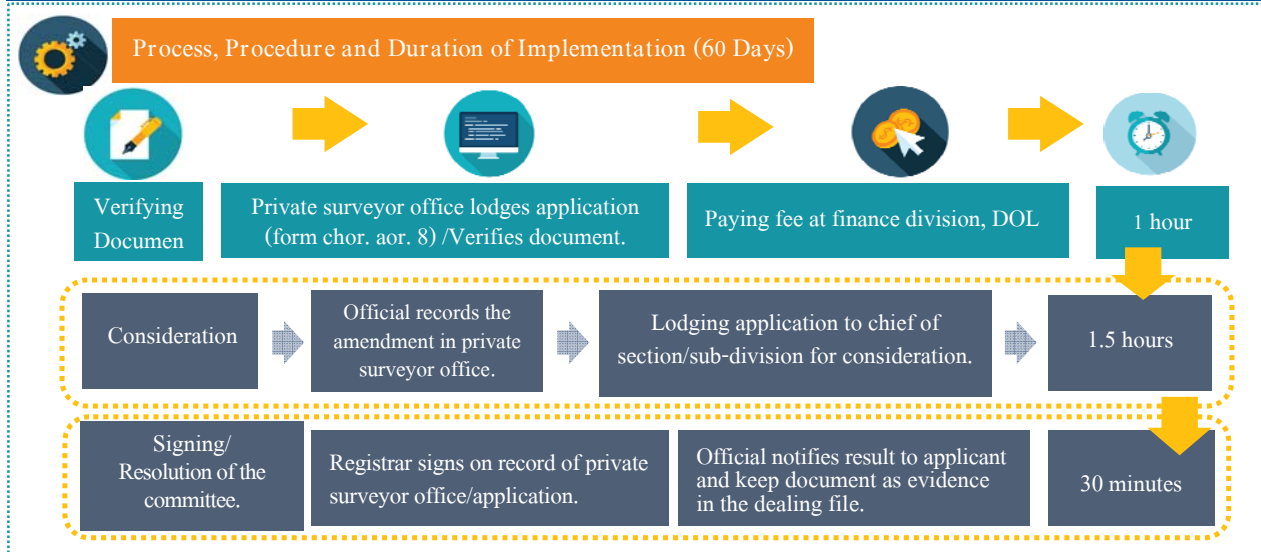 Process, Procedure and Duration of Implementation (60 Days)
Verifying
Documen
Private surveyor office lodges application
(form chor. aor. 8) /Verifies document.
Paying fee at finance division, DOL
1 hour
Consideration
Official records the
amendment in private
surveyor office.
Lodging application to chief of
section/sub-division for consideration.
1.5 hours
Signing/
Resolution of the
committee.
Registrar signs on record of private
surveyor office/application.
Official notifies result to applicant
and keep document as evidence
in the dealing file.
30 minutes